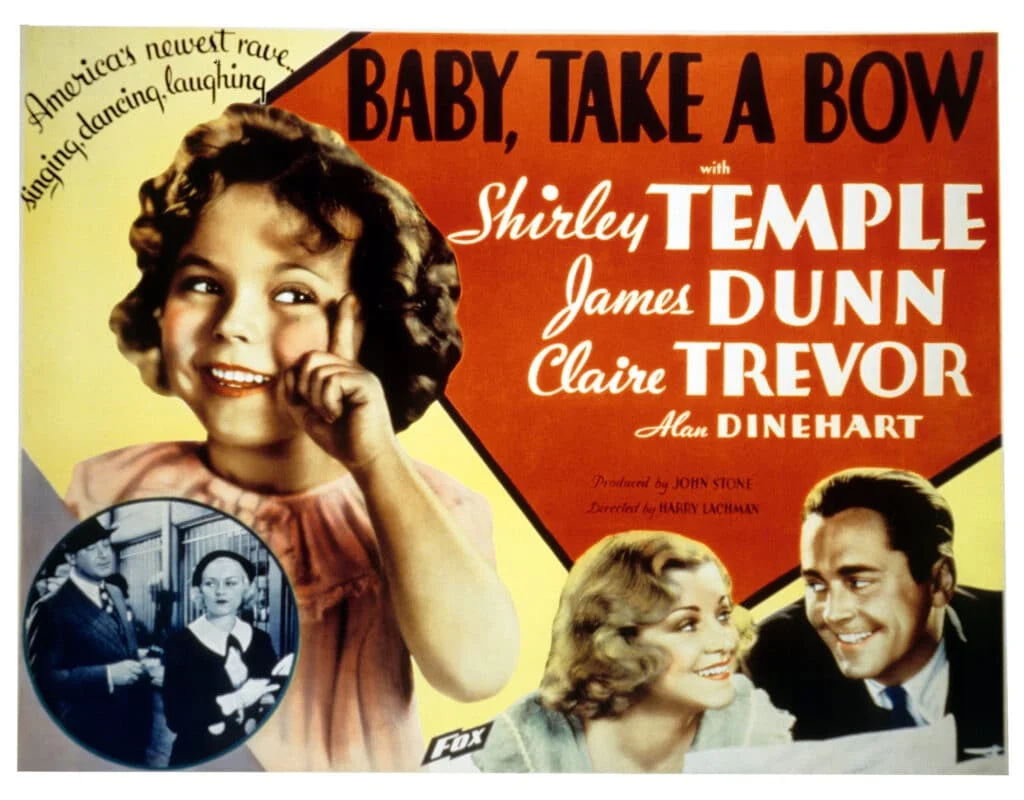 America's newest rave..
singing, dancing, laughing
BABY, TAKE A BOW
with
Shirley TEMPLE
James DUNN
Claire TREVOR
Alan DINEHART
Produced by JOHN STONE
Directed by HARRY LACHMAN
FOX